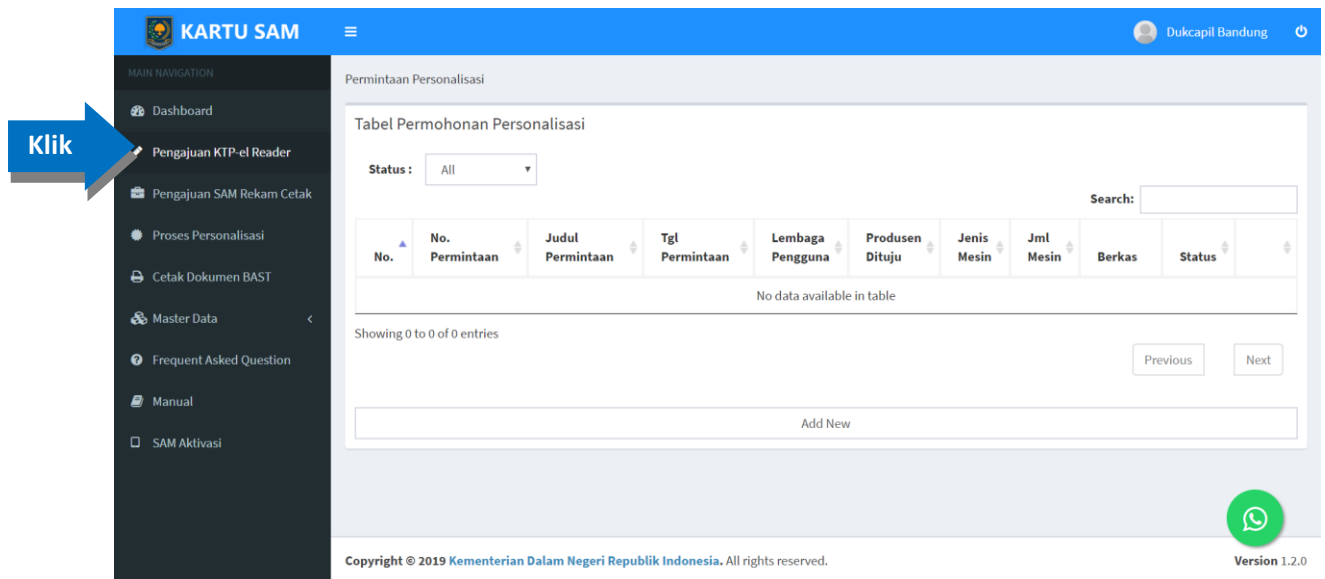 KARTU SAM
Dukcapil Bandung
MAIN NAVIGATION
Permintaan Personalisasi
Dashboard
Klik
Pengajuan KTP-el Reader
Pengajuan SAM Rekam Cetak
Proses Personalisasi
Cetak Dokumen BAST
Master Data
Frequent Asked Question
Manual
SAM Aktivasi
Tabel Permohonan Personalisasi
Status :
All
Search:
No.
No. Permintaan
Judul Permintaan
Tgl Permintaan
Lembaga Pengguna
Produsen Dituju
Jenis Mesin
Jml Mesin
Berkas
Status
No data available in table
Showing 0 to 0 of 0 entries
Previous
Next
Add New
Copyright © 2019 Kementerian Dalam Negeri Republik Indonesia. All rights reserved.
Version 1.2.0